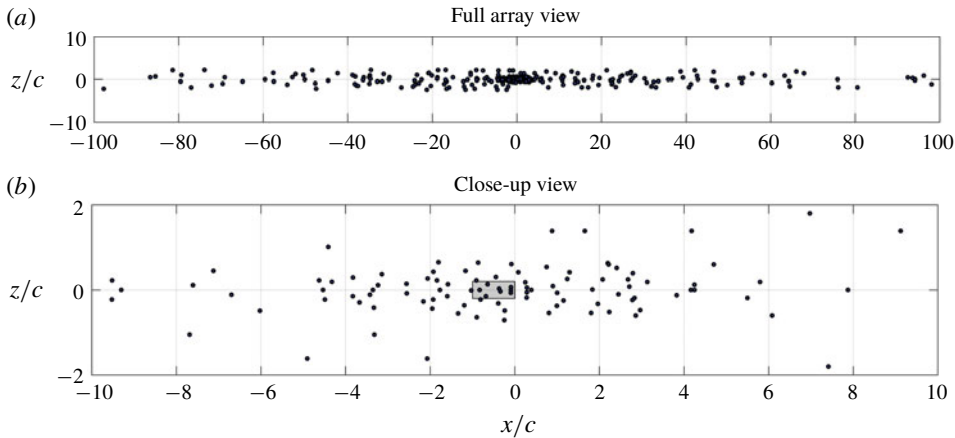 (a)
Full array view
10
z/c
0
−10
−100 −80 −60 −40 −20 0 20 40 60 80 100
(b)
Close-up view
2
z/c
0
−2
−10 −8 −6 −4 −2 0 2 4 6 8 10
x/c